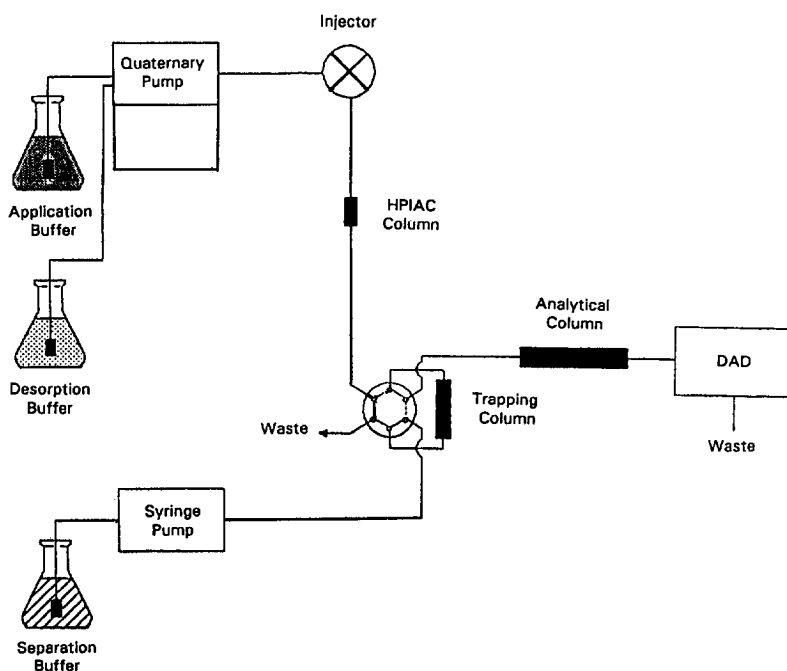 Injector
Quaternary
Pump
Application
Buffer
HPIAC
Column
Desorption
Buffer
Analytical
Column
DAD
Trapping
Column
Waste
Waste
Syringe
Pump
Separation
Buffer